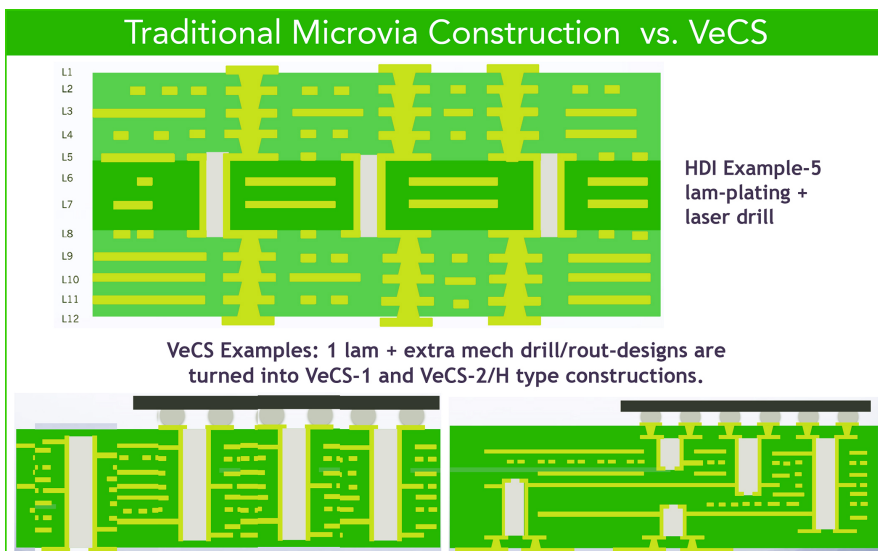 Traditional Microvia Construction vs. VeCS
L1
L2
L3
L4
L5
L6
L7
L8
L9
L10
L11
L12
HDI Example-5
lam-plating +
laser drill
VeCS Examples: 1 lam + extra mech drill/rout-designs are
turned into VeCS-1 and VeCS-2/H type constructions.